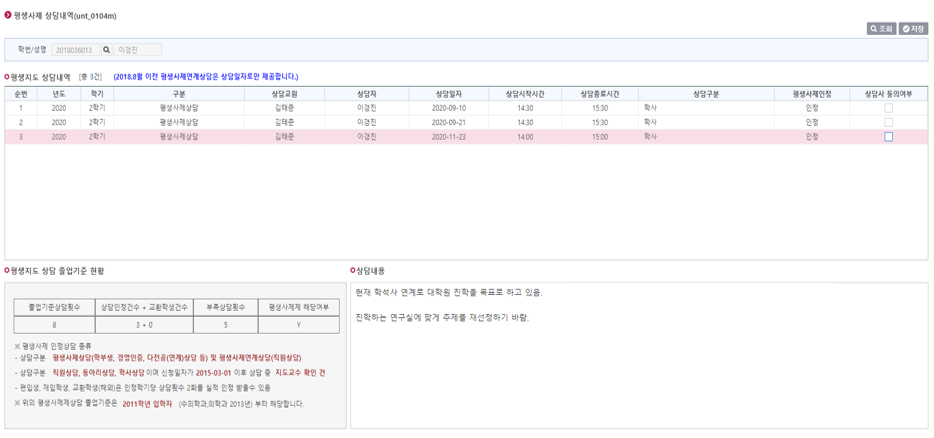 평생사제 상담내역(unt_0104m)
조회 저장
학번/성명 2018036013 이경진
평생지도 상담내역 [총 3건] (2018.8월 이전 평생사제연계상담은 상담일자로만 제공합니다.)
순번 년도 학기 구분 상담교원 상담자 상담일자 상담시작시간 상담종료시간 상담구분 평생사제인정 상담사 동의여부
1 2020 2학기 평생사제상담 김태준 이경진 2020-09-10 14:30 15:30 학사 인정
2 2020 2학기 평생사제상담 김태준 이경진 2020-09-21 14:30 15:30 학사 인정
3 2020 2학기 평생사제상담 김태준 이경진 2020-11-23 14:00 15:00 학사 인정
평생지도 상담 졸업기준 현황
졸업기준상담횟수 상담인정건수 + 교환학생건수 부족상담횟수 평생사제제 해당여부
8 3 + 0 5 Y
※ 평생사제 인정상담 종류
- 상담구분 평생사제상담(학부생, 경영인증, 다전공(연계)상담 등) 및 평생사제연계상담(직원상담)
- 상담구분 직원상담, 동아리상담, 학사상담이며 신청일자가 2015-03-01 이후 상담 중 지도교수 확인 건
- 편입생, 재입학생, 교환학생(해외)은 인정학기당 상담횟수 2회를 실적 인정 받을수 있음
※ 위의 평생사제제상담 졸업기준은 2011학년 입학자 (수의학과,의학과 2013년) 부터 해당합니다.
상담내용
현재 학석사 연계로 대학원 진학을 목표로 하고 있음.
진학하는 연구실에 맞게 주제를 재선정하기 바람.